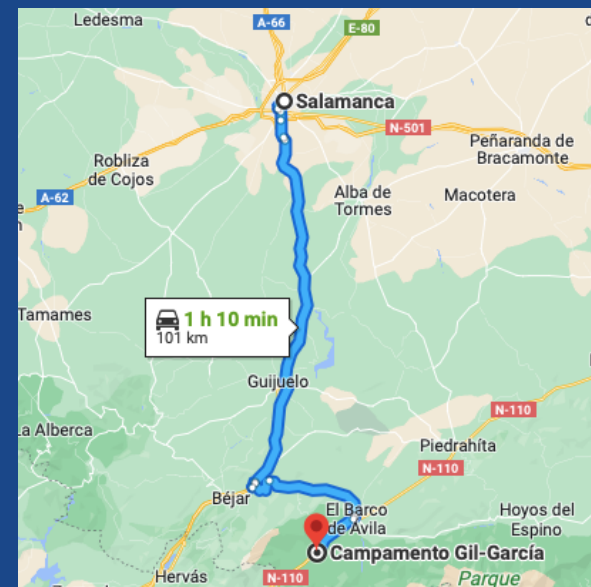 Ledesma
A-66
E-80
Salamanca
N-501
Peñaranda de
Bracamonte
Robliza
de Cojos
A-62
Alba de
Tormes
Macotera
Tamames
1 h 10 min
101 km
Guijuelo
N-110
La Alberca
Piedrahíta
N-110
Béjar
El Barco
de Ávila
Hoyos del
Espino
Campamento Gil-García
N-110
Hervás
Parque